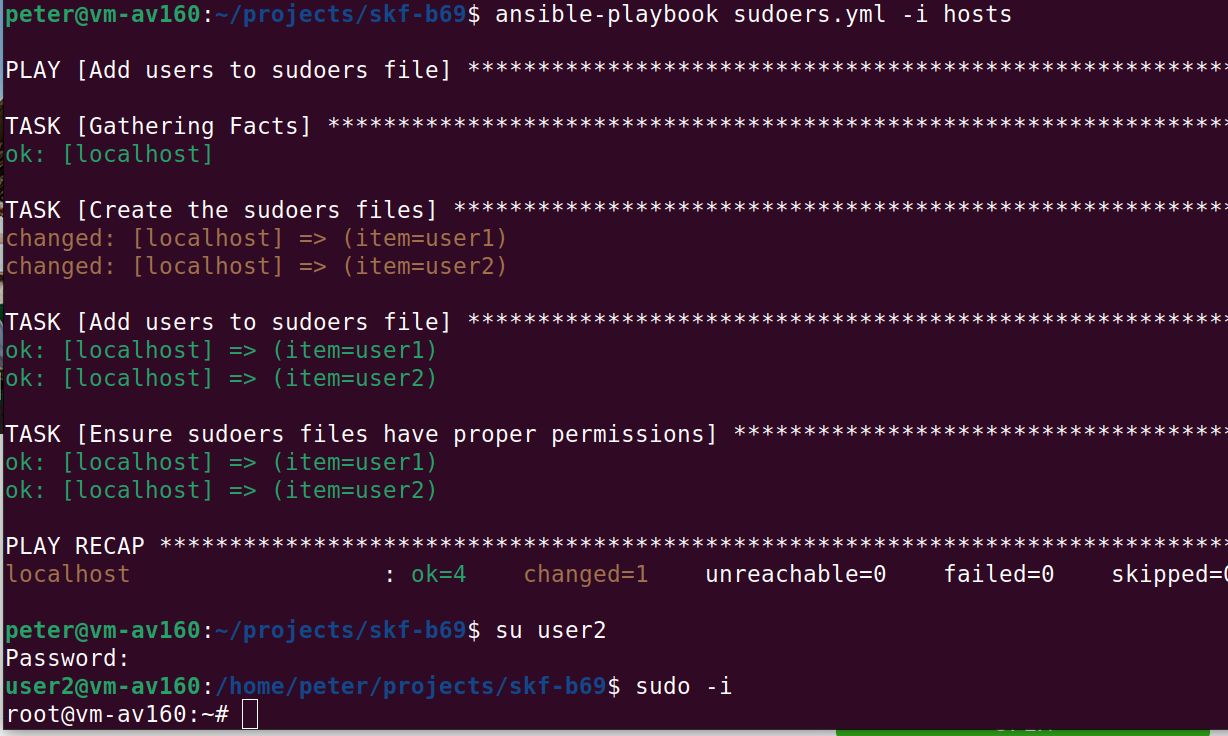 peter@vm-av160:~/projects/skf-b69$ ansible-playbook sudoers.yml -i hosts
PLAY [Add users to sudoers file] ******************************************************
TASK [Gathering Facts] ****************************************************************
ok: [localhost]
TASK [Create the sudoers files] *******************************************************
changed: [localhost] => (item=user1)
changed: [localhost] => (item=user2)
TASK [Add users to sudoers file] ******************************************************
ok: [localhost] => (item=user1)
ok: [localhost] => (item=user2)
TASK [Ensure sudoers files have proper permissions] ***********************************
ok: [localhost] => (item=user1)
ok: [localhost] => (item=user2)
PLAY RECAP ****************************************************************************
localhost                  : ok=4    changed=1    unreachable=0    failed=0    skipped=0
peter@vm-av160:~/projects/skf-b69$ su user2
Password:
user2@vm-av160:/home/peter/projects/skf-b69$ sudo -i
root@vm-av160:~#